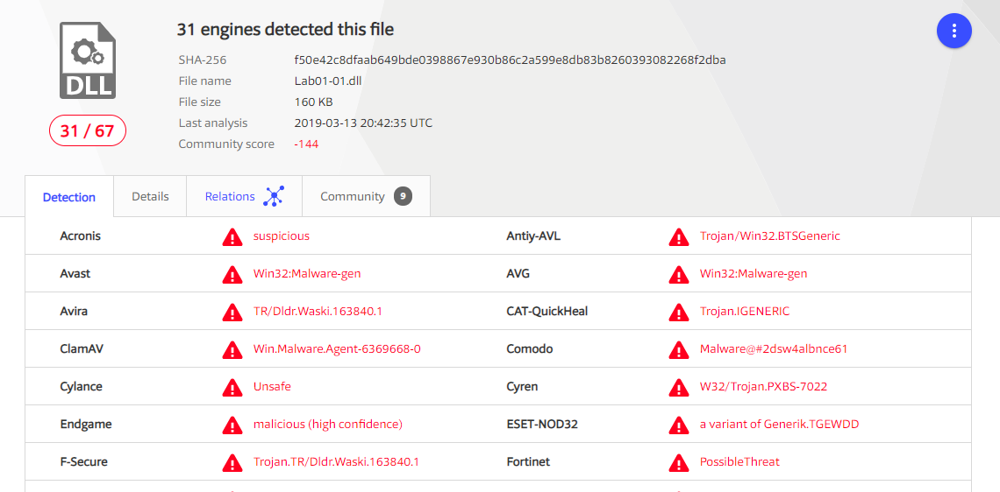 31 engines detected this file
DLL
SHA-256 f50e42c8dfaab649bde0398867e930b86c2a599e8db83b8260393082268f2dba
File name Lab01-01.dll
File size 160 KB
31 / 67
Last analysis 2019-03-13 20:42:35 UTC
Community score -144
Detection Details Relations Community 9
Acronis suspicious Antiy-AVL Trojan/Win32.BTSGeneric
Avast Win32:Malware-gen AVG Win32:Malware-gen
Avira TR/Dldr.Waski.163840.1 CAT-QuickHeal Trojan.IGENERIC
ClamAV Win.Malware.Agent-6369668-0 Comodo Malware@#2dsw4albnce61
Cylance Unsafe Cyren W32/Trojan.PXBS-7022
Endgame malicious (high confidence) ESET-NOD32 a variant of Generik.TGEWDD
F-Secure Trojan.TR/Dldr.Waski.163840.1 Fortinet PossibleThreat